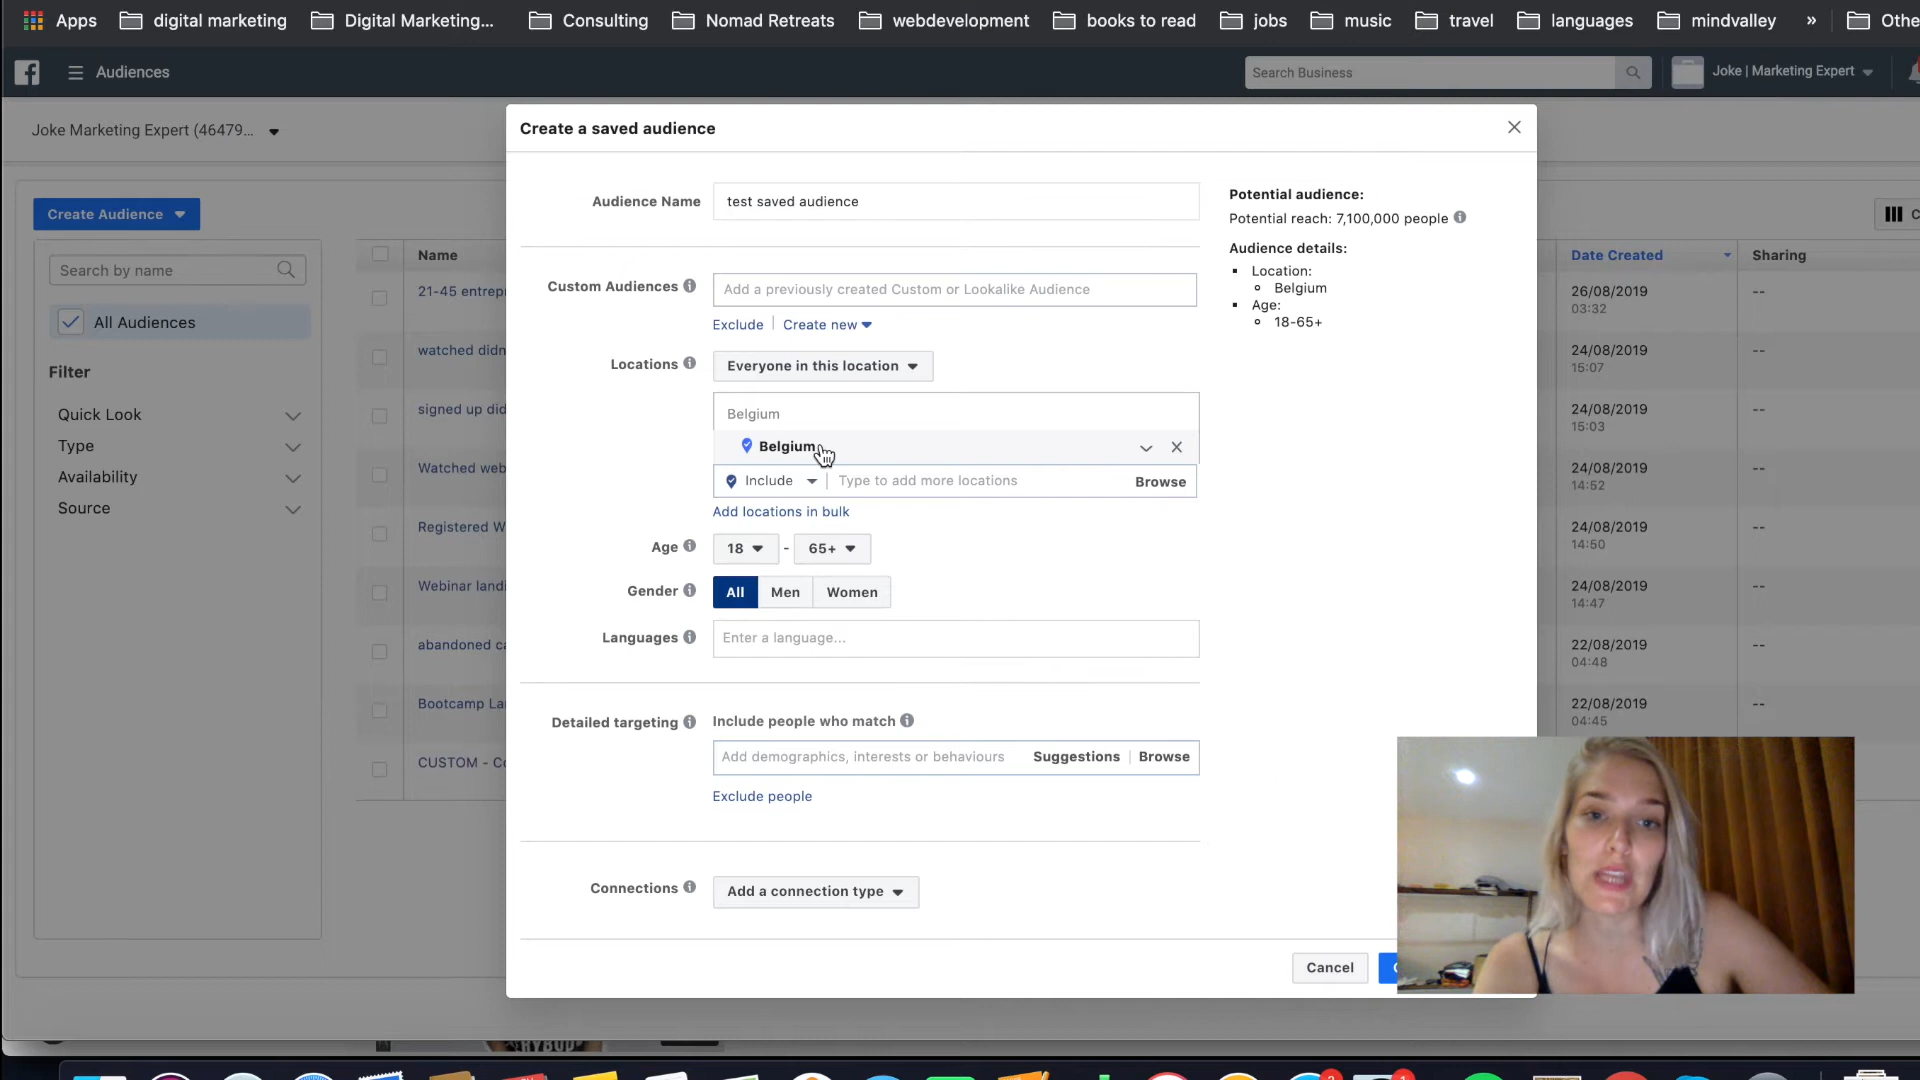 Apps
digital marketing
Digital Marketing...
Consulting
Nomad Retreats
webdevelopment
books to read
jobs
music
travel
languages
mindvalley
»
Othe
Audiences
Search Business
Joke | Marketing Expert
Joke Marketing Expert (46479...
Create Audience
Search by name
All Audiences
Filter
Quick Look
Type
Availability
Source
Name
21-45 entrep
watched didn
signed up did
Watched web
Registered W
Webinar landi
abandoned ca
Bootcamp La
CUSTOM - Co
Create a saved audience
Audience Name
test saved audience
Custom Audiences
Add a previously created Custom or Lookalike Audience
Exclude | Create new
Locations
Everyone in this location
Belgium
Belgium
Include
Type to add more locations
Browse
Add locations in bulk
Age
18 - 65+
Gender
All
Men
Women
Languages
Enter a language...
Detailed targeting
Include people who match
Add demographics, interests or behaviours
Suggestions | Browse
Exclude people
Connections
Add a connection type
Cancel
Potential audience:
Potential reach: 7,100,000 people
Audience details:
Location:
Belgium
Age:
18-65+
Date Created
Sharing
26/08/2019
03:32
--
24/08/2019
15:07
--
24/08/2019
15:03
--
24/08/2019
14:52
--
24/08/2019
14:50
--
24/08/2019
14:47
--
22/08/2019
04:48
--
22/08/2019
04:45
--